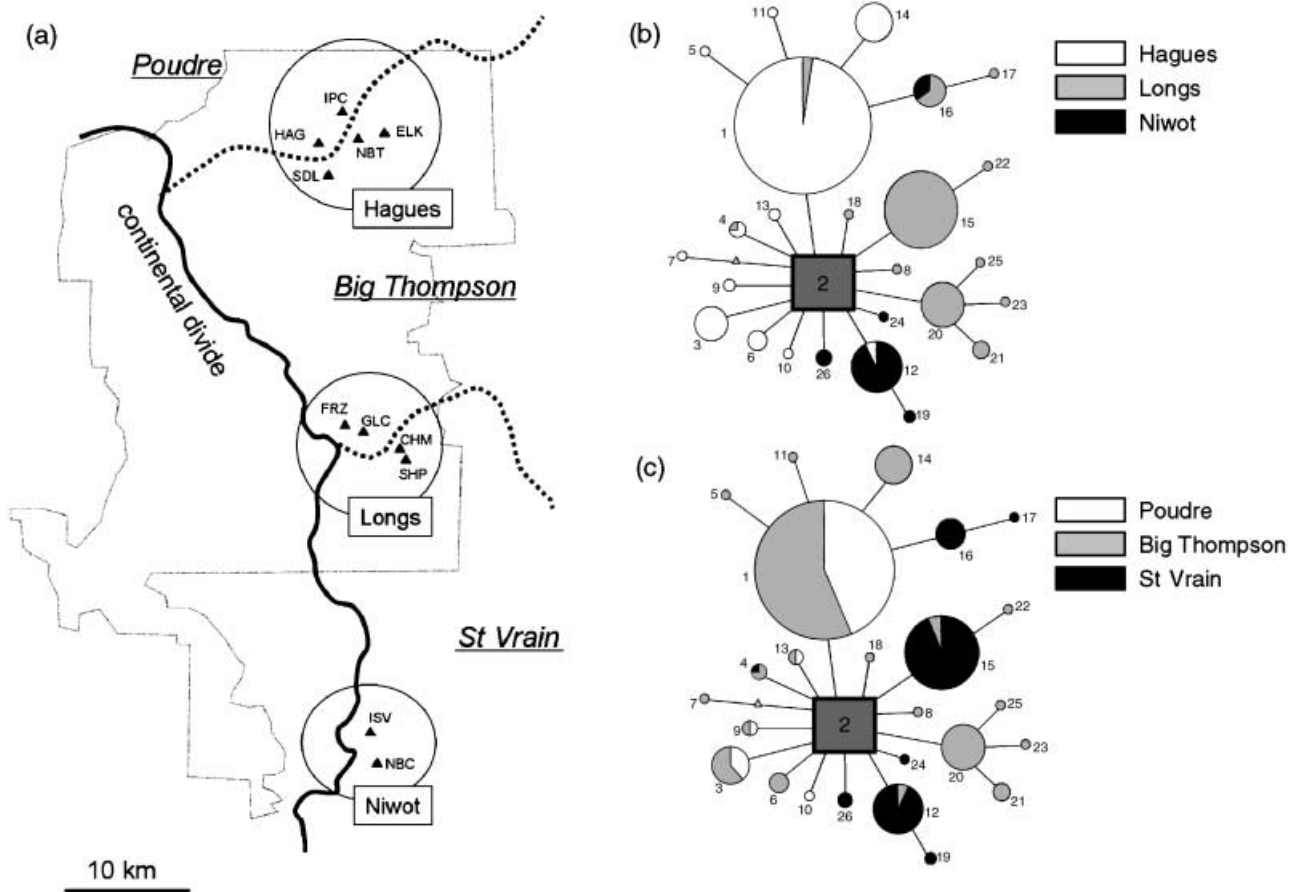 (a)
Poudre
IPC
HAG
ELK
NBT
SDL
Hagues
continental divide
Big Thompson
FRZ
GLC
CHM
SHP
Longs
St Vrain
ISV
NBC
Niwot
10 km
(b)
11
14
5
17
16
1
22
13
18
4
15
7
8
25
9
2
23
24
20
3
6
21
10
26
12
19
Hagues
Longs
Niwot
(c)
11
14
5
17
16
1
22
13
18
4
15
7
8
25
9
2
23
24
20
3
6
21
10
26
12
19
Poudre
Big Thompson
St Vrain